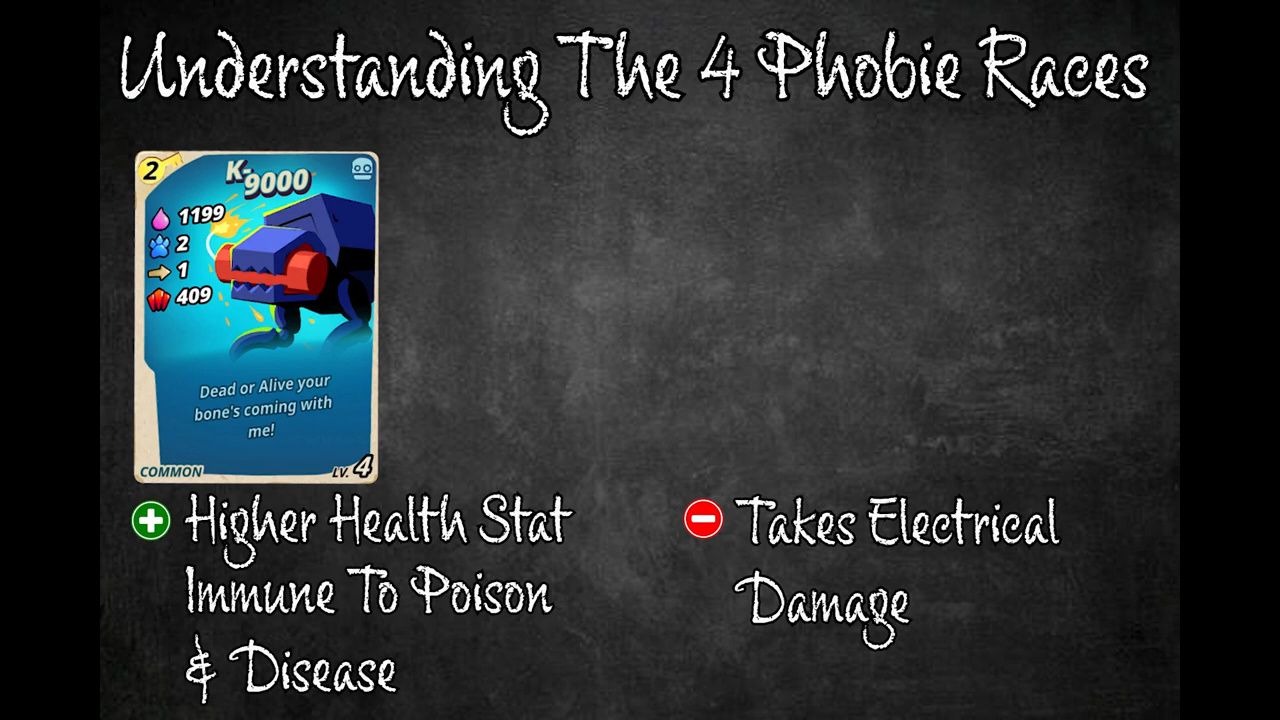 Understanding The 4 Phobie Races
2
K-
9000
1199
2
1
409
Dead or Alive your
bone's coming with
me!
COMMON
LV. 4
Higher Health Stat
Immune To Poison
& Disease
Takes Electrical
Damage